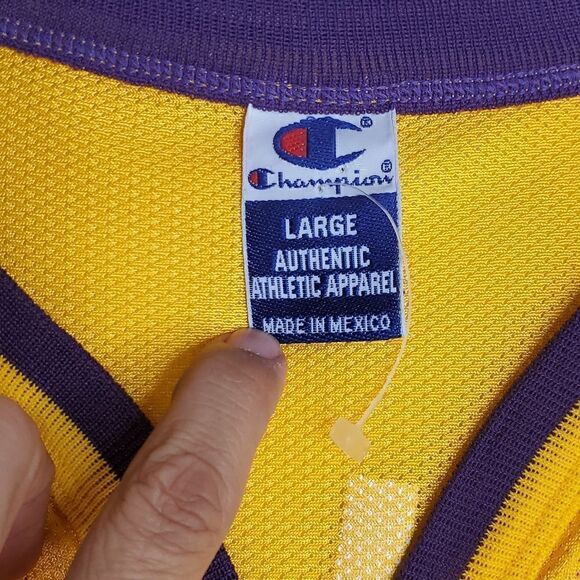 ®
Champion®
LARGE
AUTHENTIC
ATHLETIC APPAREL
MADE IN MEXICO